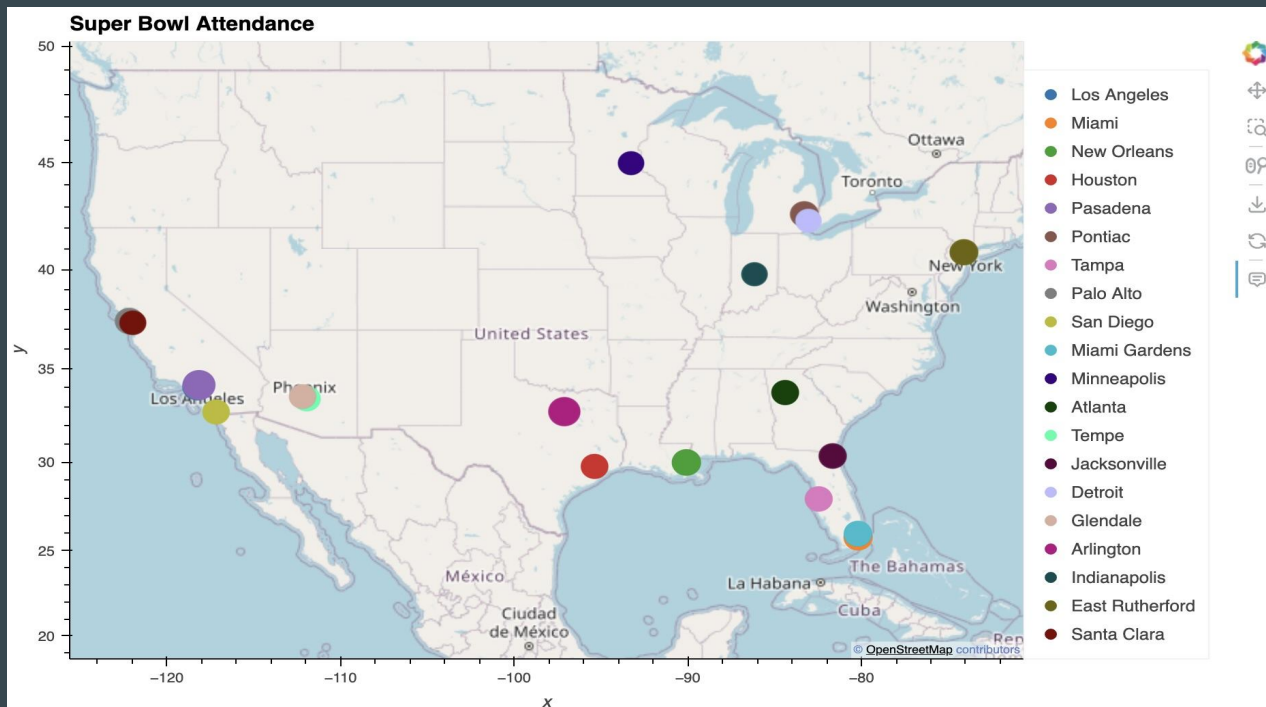 Super Bowl Attendance
50
45
40
35
30
25
20
y
−120
−110
−100
−90
−80
x
Ottawa
Toronto
New York
Washington
United States
Phoenix
Los Angeles
México
Ciudad
de México
La Habana
The Bahamas
Cuba
© OpenStreetMap contributors
Los Angeles
Miami
New Orleans
Houston
Pasadena
Pontiac
Tampa
Palo Alto
San Diego
Miami Gardens
Minneapolis
Atlanta
Tempe
Jacksonville
Detroit
Glendale
Arlington
Indianapolis
East Rutherford
Santa Clara